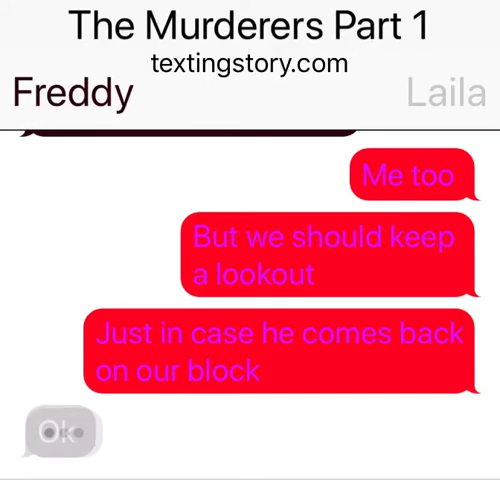 The Murderers Part 1
textingstory.com
Freddy Laila
Me too
But we should keep
a lookout
Just in case he comes back
on our block
Ok